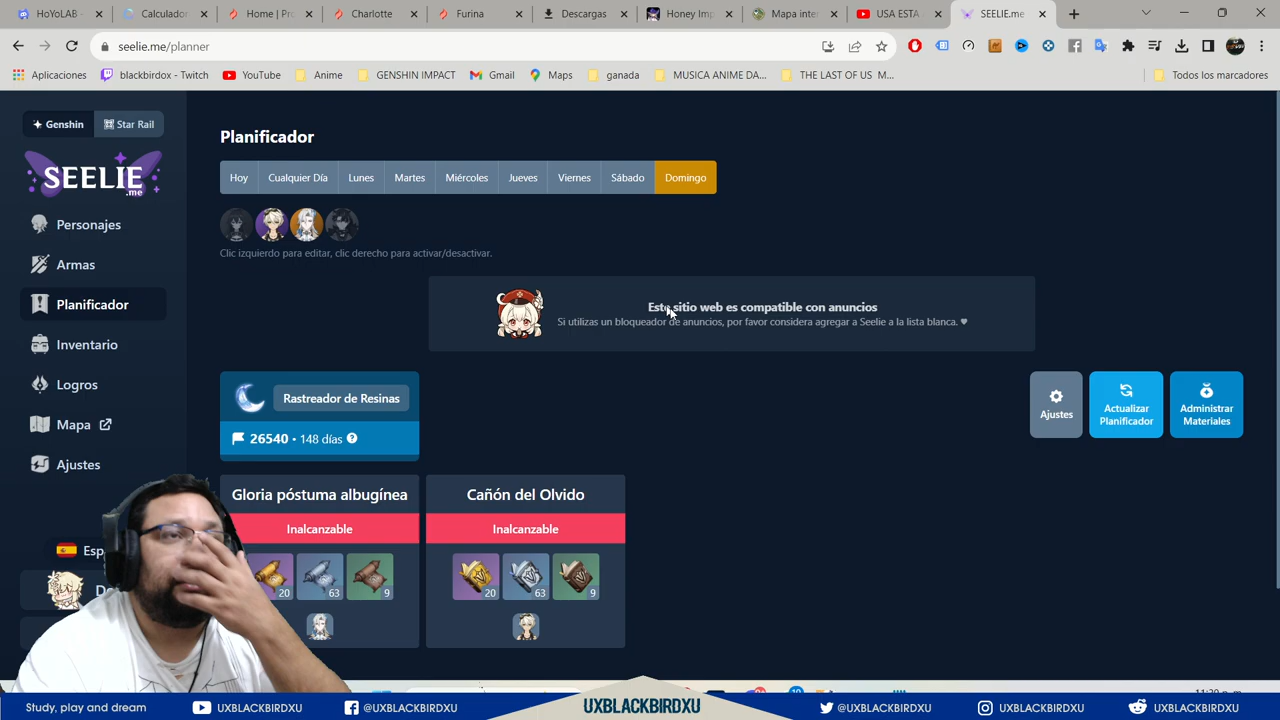 HoYoLAB -
Calculador
Home | Pro
Charlotte
Furina
Descargas
Honey Imp
Mapa inter
USA ESTA
SEELIE.me
seelie.me/planner
Aplicaciones
blackbirdox - Twitch
YouTube
Anime
GENSHIN IMPACT
Gmail
Maps
ganada
MUSICA ANIME DA...
THE LAST OF US M...
Todos los marcadores
Genshin
Star Rail
SEELIE
.me
Personajes
Armas
Planificador
Inventario
Logros
Mapa
Ajustes
Esp
Planificador
Hoy
Cualquier Día
Lunes
Martes
Miércoles
Jueves
Viernes
Sábado
Domingo
Clic izquierdo para editar, clic derecho para activar/desactivar.
Este sitio web es compatible con anuncios
Si utilizas un bloqueador de anuncios, por favor considera agregar a Seelie a la lista blanca. ♥
Rastreador de Resinas
26540 • 148 días
Ajustes
Actualizar
Planificador
Administrar
Materiales
Gloria póstuma albugínea
Inalcanzable
20
63
9
Cañón del Olvido
Inalcanzable
20
63
9
Study, play and dream
UXBLACKBIRDXU
@UXBLACKBIRDXU
UXBLACKBIRDXU
@UXBLACKBIRDXU
UXBLACKBIRDXU
UXBLACKBIRDXU